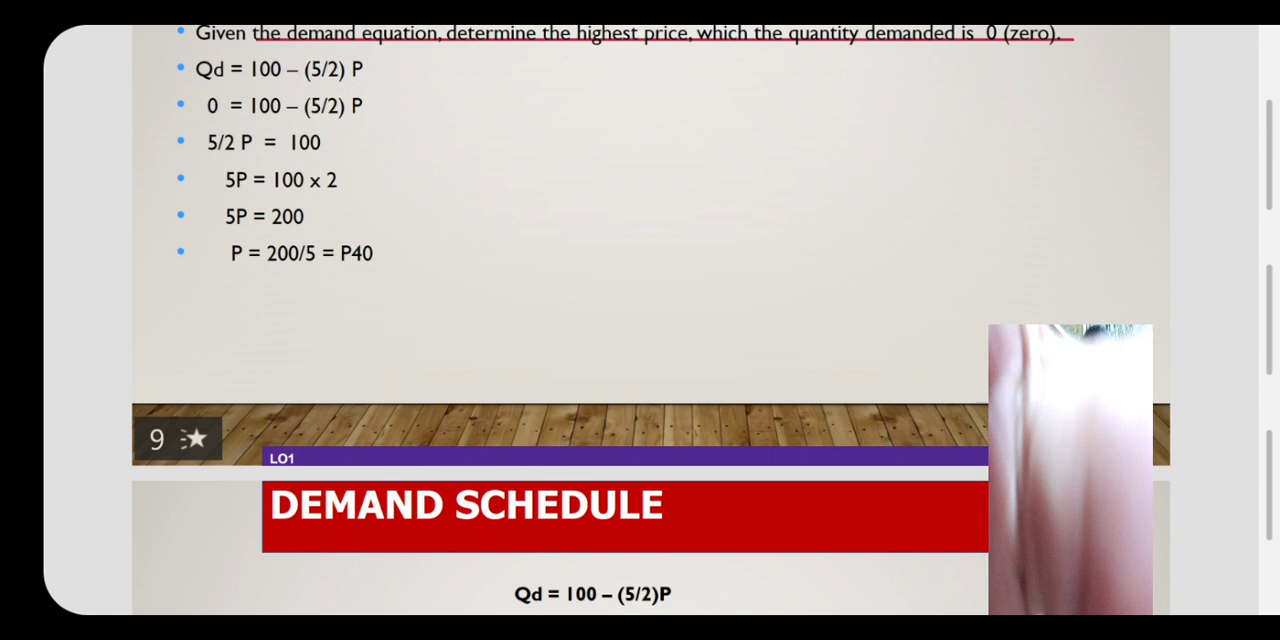 Given the demand equation, determine the highest price, which the quantity demanded is 0 (zero).
Qd = 100 – (5/2) P
0 = 100 – (5/2) P
5/2 P = 100
5P = 100 x 2
5P = 200
P = 200/5 = P40
9
LO1
DEMAND SCHEDULE
Qd = 100 – (5/2)P